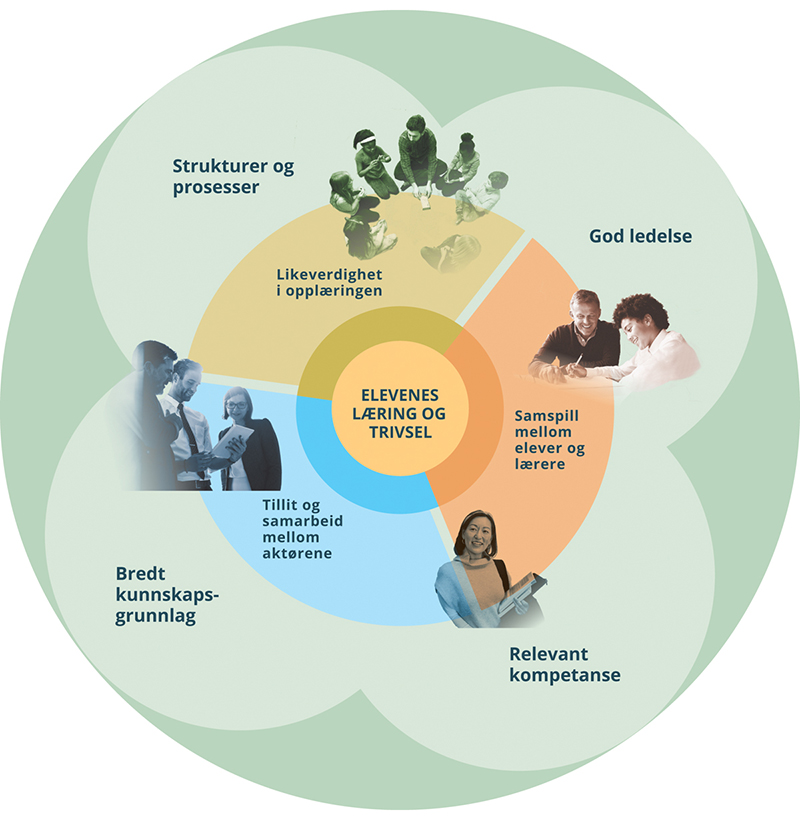 Strukturer og
prosesser
God ledelse
Likeverdighet
i opplæringen
ELEVENES
LÆRING OG
TRIVSEL
Samspill
mellom
elever og
lærere
Tillit og
samarbeid
mellom
aktørene
Bredt
kunnskaps-
grunnlag
Relevant
kompetanse